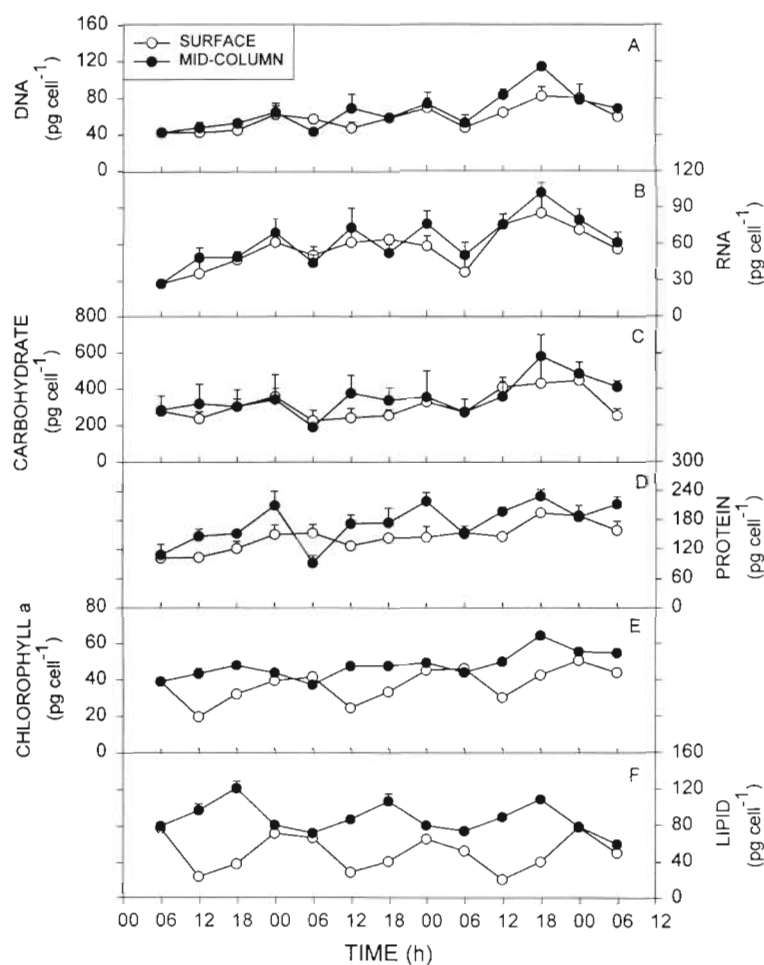 160
SURFACE
MID-COLUMN
A
120
DNA
(pg cell⁻¹)
80
40
0
120
B
90
RNA
(pg cell⁻¹)
60
30
0
800
C
600
CARBOHYDRATE
(pg cell⁻¹)
400
200
0
300
D
240
PROTEIN
(pg cell⁻¹)
180
120
60
0
80
E
60
CHLOROPHYLL a
(pg cell⁻¹)
40
20
0
160
F
120
LIPID
(pg cell⁻¹)
80
40
0
00 06 12 18 00 06 12 18 00 06 12 18 00 06 12
TIME (h)